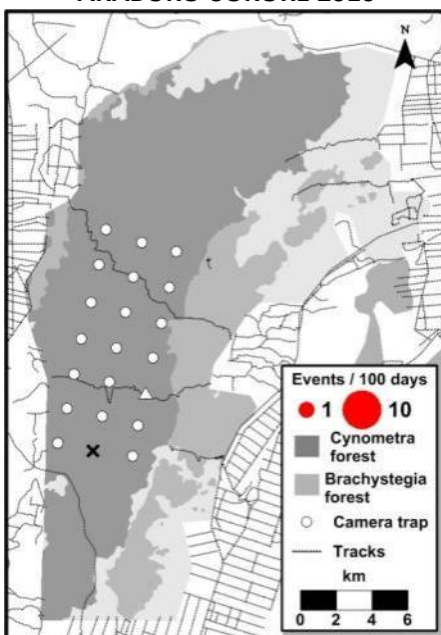 N
Events / 100 days
1 10
Cynometra
forest
Brachystegia
forest
Camera trap
Tracks
km
0 2 4 6